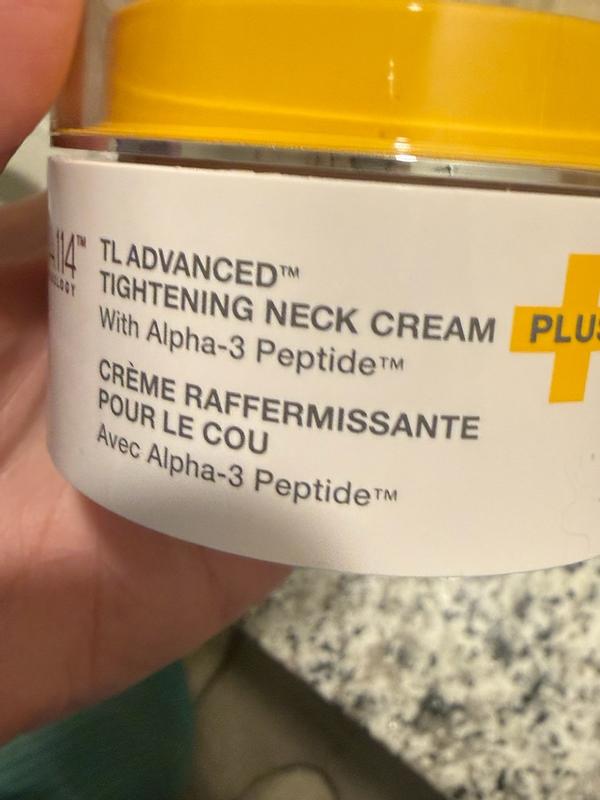 114™
TL ADVANCED™
TIGHTENING NECK CREAM
With Alpha-3 Peptide™
PLUS
CRÈME RAFFERMISSANTE
POUR LE COU
Avec Alpha-3 Peptide™